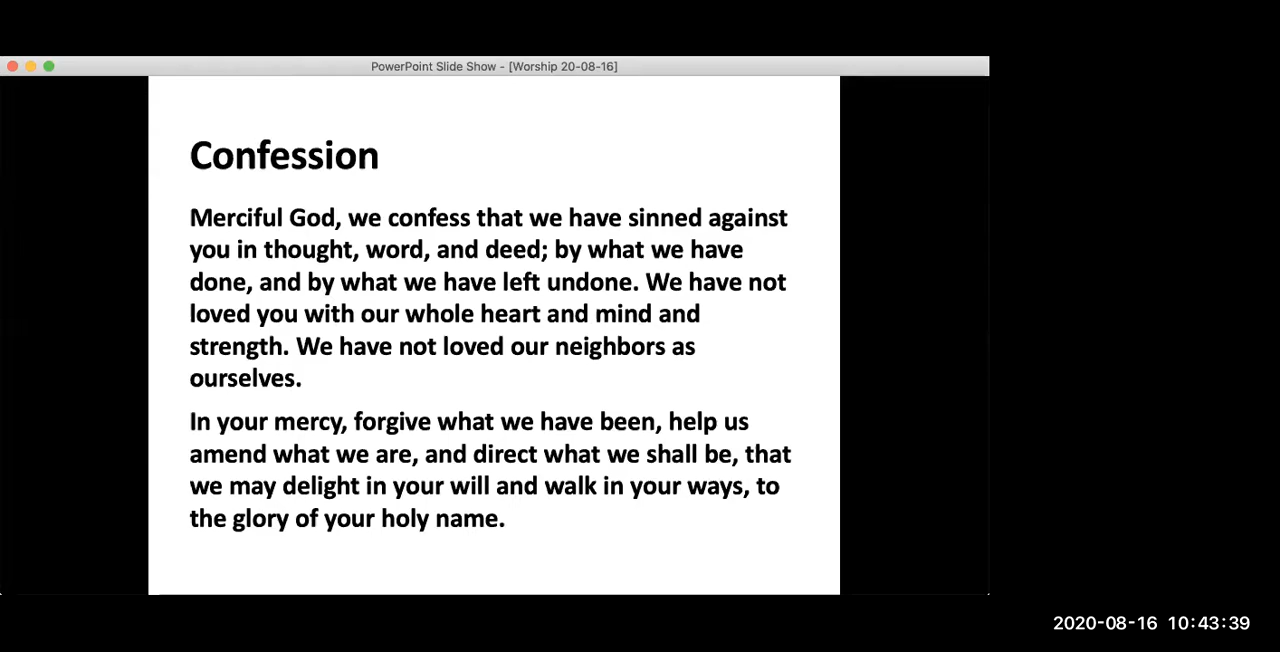 PowerPoint Slide Show - [Worship 20-08-16]
Confession
Merciful God, we confess that we have sinned against
you in thought, word, and deed; by what we have
done, and by what we have left undone. We have not
loved you with our whole heart and mind and
strength. We have not loved our neighbors as
ourselves.
In your mercy, forgive what we have been, help us
amend what we are, and direct what we shall be, that
we may delight in your will and walk in your ways, to
the glory of your holy name.
2020-08-16 10:43:39